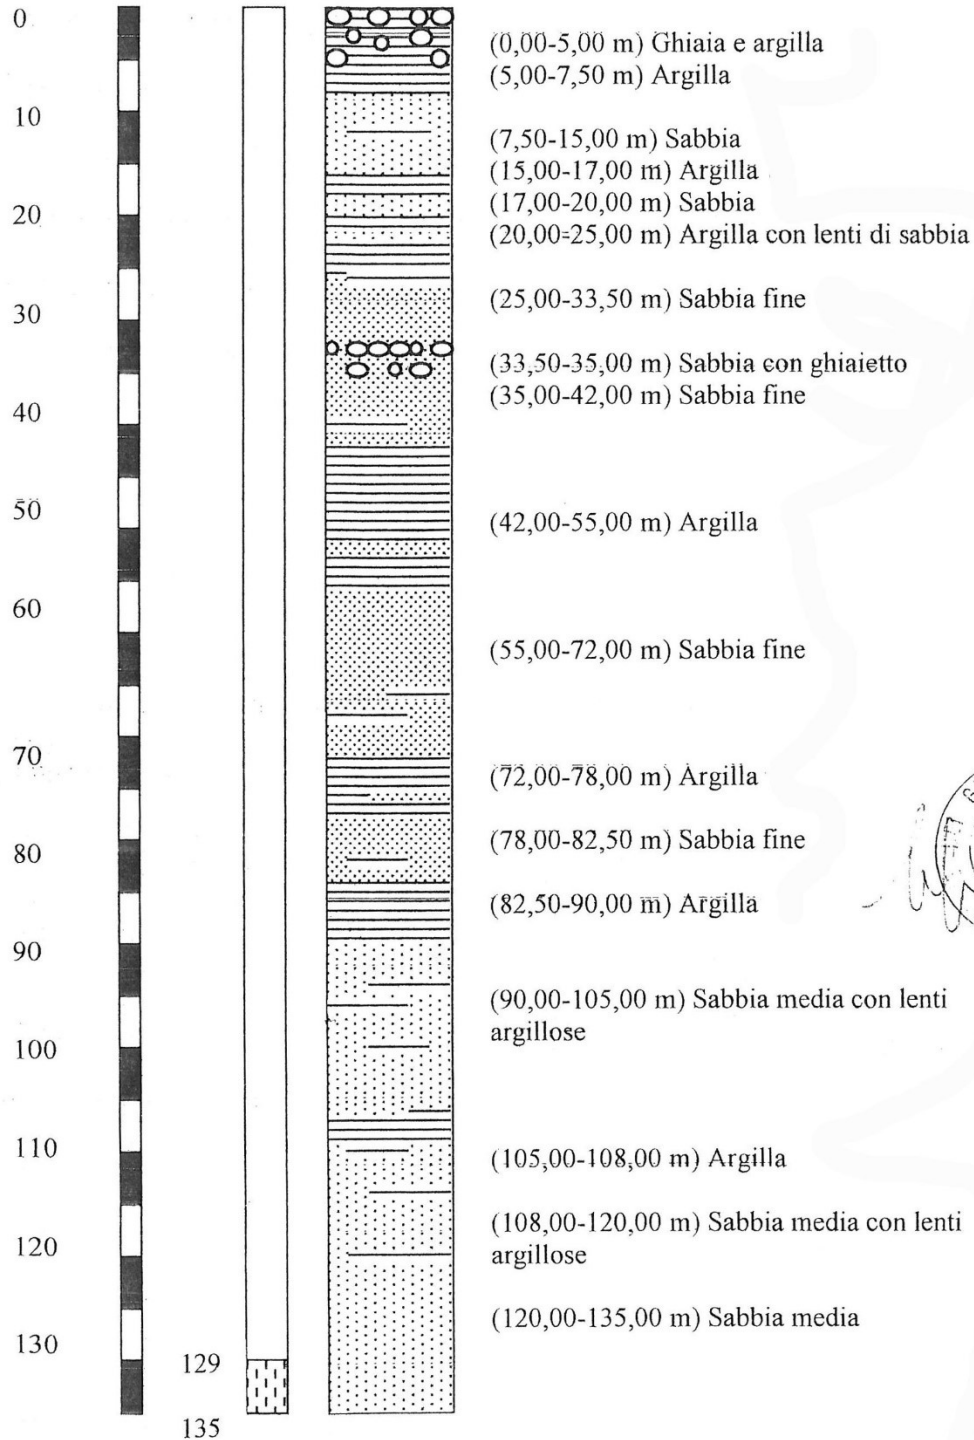 0
(0,00-5,00 m) Ghiaia e argilla
(5,00-7,50 m) Argilla
10
(7,50-15,00 m) Sabbia
(15,00-17,00 m) Argilla
(17,00-20,00 m) Sabbia
20
(20,00-25,00 m) Argilla con lenti di sabbia
(25,00-33,50 m) Sabbia fine
30
(33,50-35,00 m) Sabbia con ghiaietto
(35,00-42,00 m) Sabbia fine
40
50
(42,00-55,00 m) Argilla
60
(55,00-72,00 m) Sabbia fine
70
(72,00-78,00 m) Argilla
(78,00-82,50 m) Sabbia fine
80
(82,50-90,00 m) Argilla
90
(90,00-105,00 m) Sabbia media con lenti
argillose
100
110
(105,00-108,00 m) Argilla
(108,00-120,00 m) Sabbia media con lenti
argillose
120
(120,00-135,00 m) Sabbia media
130
129
135